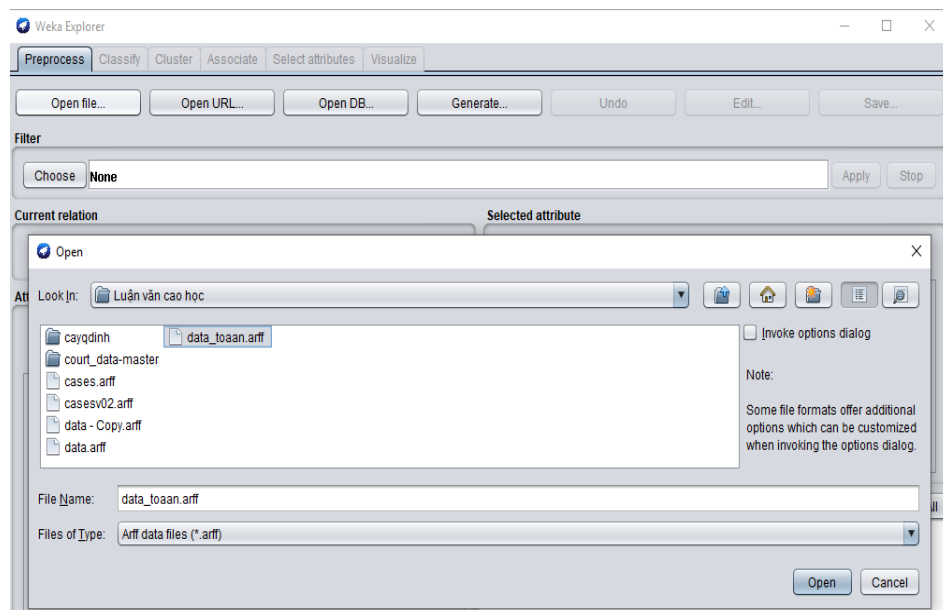 Weka Explorer
Preprocess Classify Cluster Associate Select attributes Visualize
Open file... Open URL... Open DB... Generate... Undo Edit... Save...
Filter
Choose None Apply Stop
Current relation Selected attribute
Open
Look In: Luận văn cao học
cayqdinh data_toaan.arff
court_data-master
cases.arff
casesv02.arff
data - Copy.arff
data.arff
Invoke options dialog
Note:
Some file formats offer additional
options which can be customized
when invoking the options dialog.
File Name: data_toaan.arff
Files of Type: Arff data files (*.arff)
Open Cancel